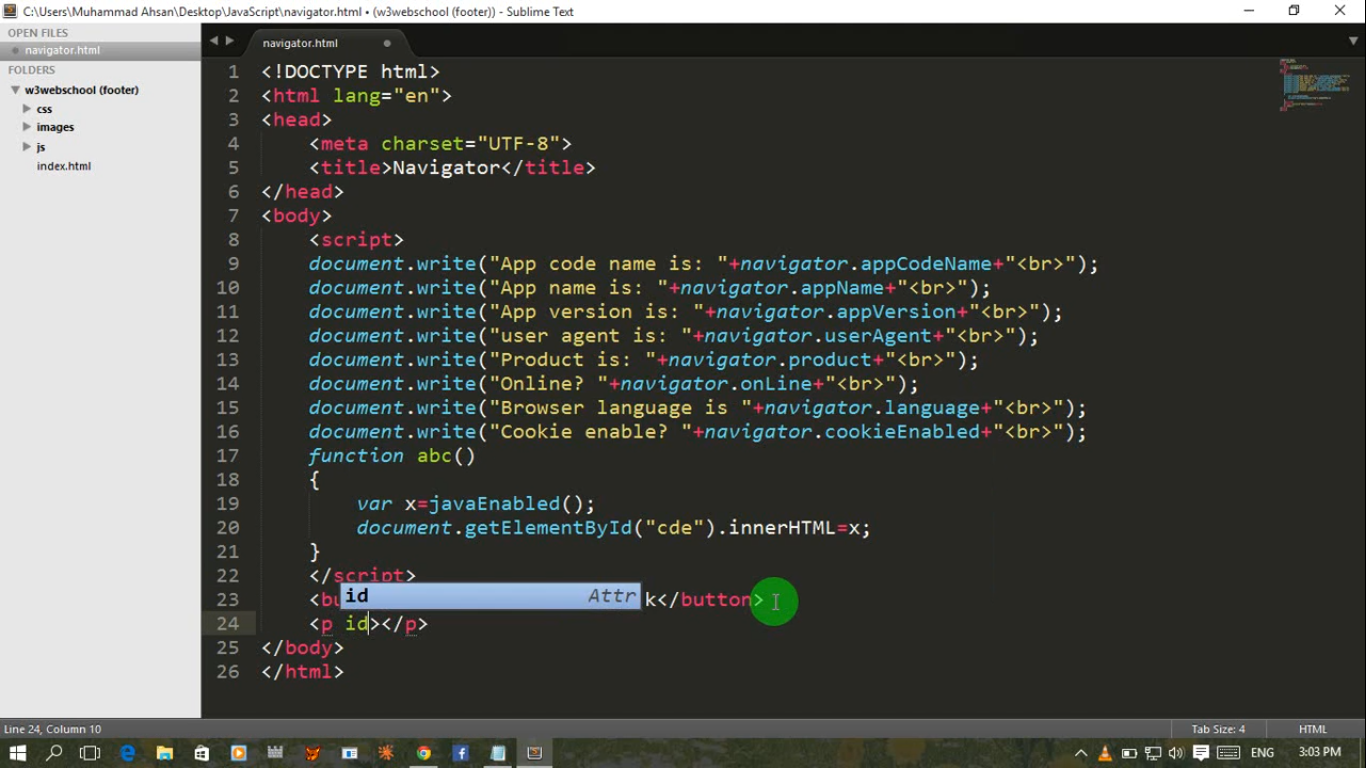 C:\Users\Muhammad Ahsan\Desktop\JavaScript\navigator.html • (w3webschool (footer)) - Sublime Text
OPEN FILES
navigator.html
FOLDERS
w3webschool (footer)
css
images
js
index.html
navigator.html
1 <!DOCTYPE html>
2 <html lang="en">
3 <head>
4 <meta charset="UTF-8">
5 <title>Navigator</title>
6 </head>
7 <body>
8 <script>
9 document.write("App code name is: "+navigator.appCodeName+"<br>");
10 document.write("App name is: "+navigator.appName+"<br>");
11 document.write("App version is: "+navigator.appVersion+"<br>");
12 document.write("user agent is: "+navigator.userAgent+"<br>");
13 document.write("Product is: "+navigator.product+"<br>");
14 document.write("Online? "+navigator.onLine+"<br>");
15 document.write("Browser language is "+navigator.language+"<br>");
16 document.write("Cookie enable? "+navigator.cookieEnabled+"<br>");
17 function abc()
18 {
19 var x=javaEnabled();
20 document.getElementById("cde").innerHTML=x;
21 }
22 </script>
23 <bu k</button>
id Attr
24 <p id></p>
25 </body>
26 </html>
Line 24, Column 10
Tab Size: 4
HTML
ENG
3:03 PM